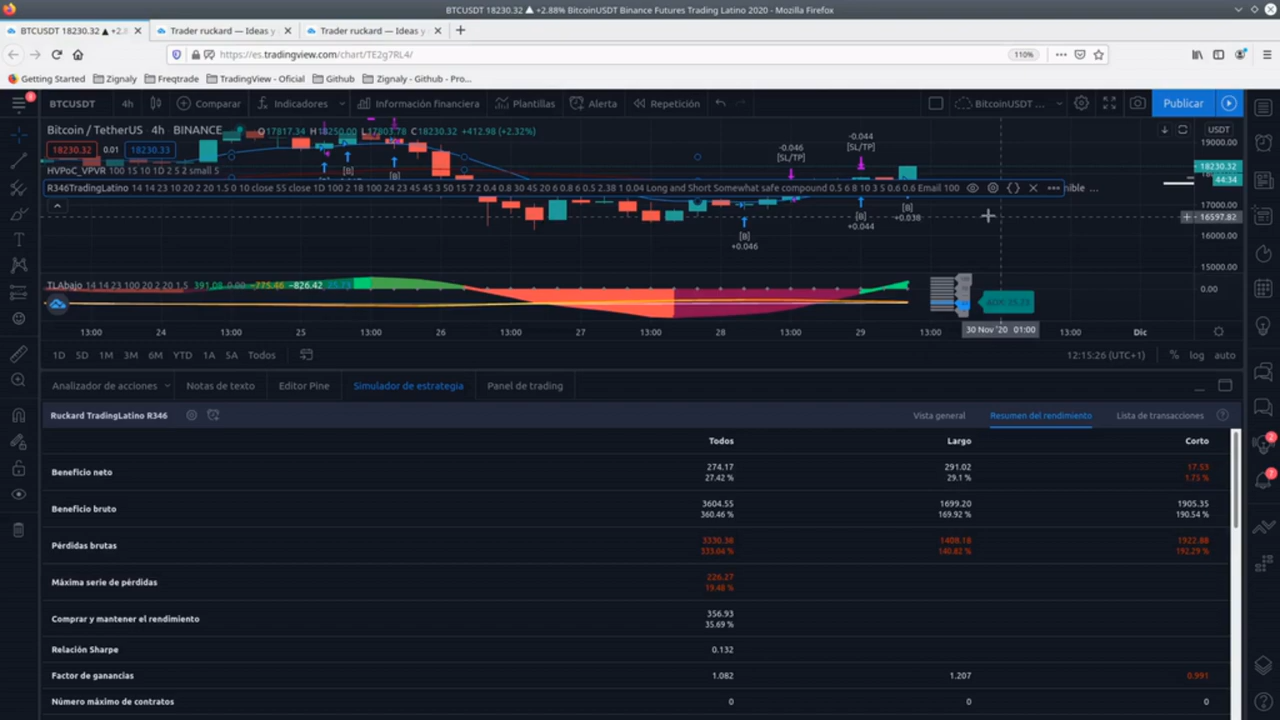 BTCUSDT 18230.32 ▲ +2.88% BitcoinUSDT Binance Futures Trading Latino 2020 - Mozilla Firefox
BTCUSDT 18230.32 ▲ +2.8
Trader ruckard — Ideas y
Trader ruckard — Ideas y
https://es.tradingview.com/chart/TE2g7RL4/
110%
Getting Started
Zignaly
Freqtrade
TradingView - Oficial
Github
Zignaly - Github - Pro...
8
BTCUSDT
4h
Comparar
Indicadores
Información financiera
Plantillas
Alerta
Repetición
BitcoinUSDT ...
Publicar
Bitcoin / TetherUS 4h BINANCE
O17817.34 H18250.00 L17803.78 C18230.32 +412.98 (+2.32%)
USDT
18230.32 0.01 18230.33
HVPoC_VPVR 100 15 10 1D 2 5 2 small 5
R346TradingLatino 14 14 23 10 20 2 20 1.5 0 10 close 55 close 1D 100 2 18 100 24 23 45 45 3 50 15 7 2 0.4 0.8 30 45 20 6 0.8 6 0.5 2.38 1 0.04 Long and Short Somewhat safe compound 0.5 6 8 10 3 5 0.6 0.6 Email 100
nible ...
-0.046
[SL/TP]
-0.044
[SL/TP]
[B]
[B]
[B]
+0.046
[B]
+0.044
[B]
+0.038
19000.00
18230.32
44:34
17000.00
16597.82
16000.00
15000.00
0.00
TLAbajo 14 14 23 100 20 2 20 1.5 391.08 0.00 −775.46 −826.42 25.73
ADX: 25.73
13:00
24
13:00
25
13:00
26
13:00
27
13:00
28
13:00
29
13:00
30 Nov '20 01:00
13:00
Dic
1D 5D 1M 3M 6M YTD 1A 5A Todos
12:15:26 (UTC+1)
% log auto
Analizador de acciones
Notas de texto
Editor Pine
Simulador de estrategia
Panel de trading
Ruckard TradingLatino R346
Vista general
Resumen del rendimiento
Lista de transacciones
Todos Largo Corto
Beneficio neto
274.17 291.02 17.53
27.42 % 29.1 % 1.75 %
Beneficio bruto
3604.55 1699.20 1905.35
360.46 % 169.92 % 190.54 %
Pérdidas brutas
3330.38 1408.18 1922.88
333.04 % 140.82 % 192.29 %
Máxima serie de pérdidas
226.27
19.48 %
Comprar y mantener el rendimiento
356.93
35.69 %
Relación Sharpe
0.132
Factor de ganancias
1.082 1.207 0.991
Número máximo de contratos
0 0 0
2
2